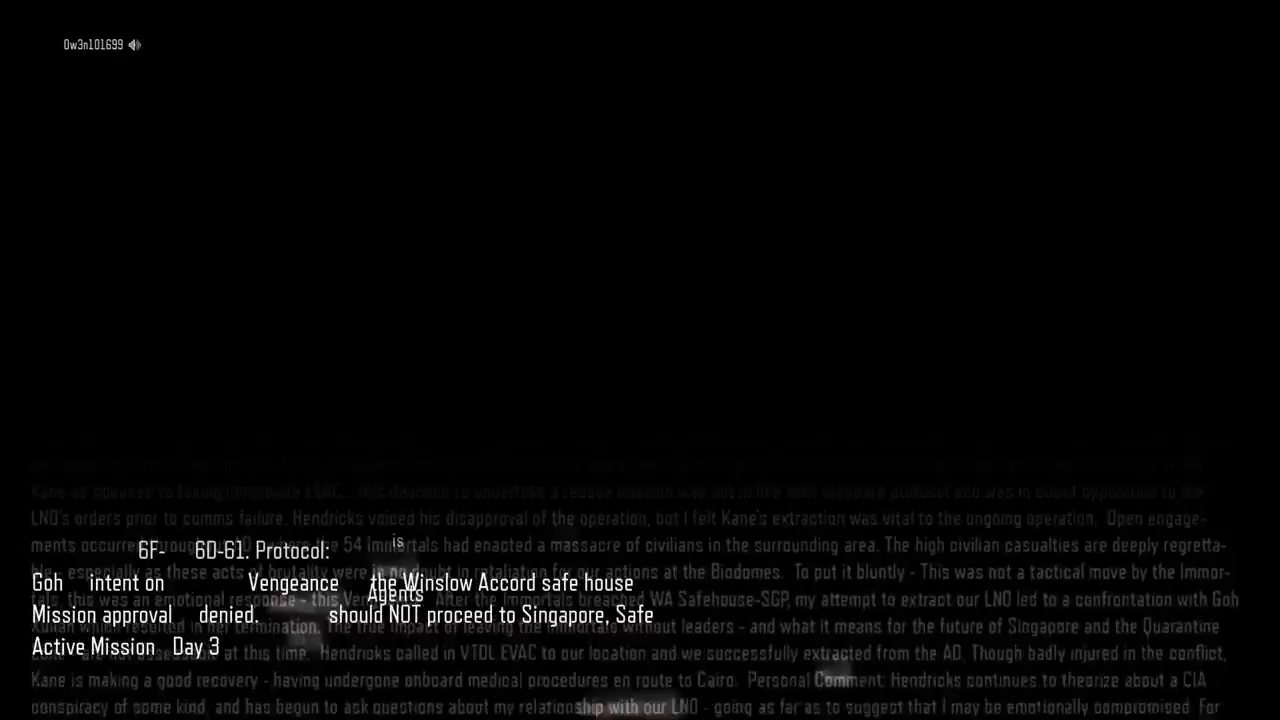 0w3n101699
Kane as opposed to taking immediate EVAC. This decision to undertake a rescue mission was not in line with standard protocol and was in direct opposition to the
LNO's orders prior to comms failure. Hendricks voiced his disapproval of the operation, but I felt Kane's extraction was vital to the ongoing operation. Open engage-
is
ments occurred the 54 Immortals had enacted a massacre of civilians in the surrounding area. The high civilian casualties are deeply regretta-
6F- 6D-61. Protocol:
especially as these acts of brutality were no doubt in retaliation for our actions at the Biodomes. To put it bluntly - This was not a tactical move by the Immor-
Goh intent on Vengeance the Winslow Accord safe house
Agents
tals, this was an emotional response - this After the Immortals breached WA Safehouse-SGP, my attempt to extract our LNO led to a confrontation with Goh
Mission approval denied. should NOT proceed to Singapore, Safe
Xiulan which resulted in her termination. The true impact of leaving the Immortals without leaders - and what it means for the future of Singapore and the Quarantine
Active Mission Day 3
at this time. Hendricks called in VTOL EVAC to our location and we successfully extracted from the AO. Though badly injured in the conflict,
Kane is making a good recovery - having undergone onboard medical procedures en route to Cairo. Personal Comment: Hendricks continues to theorize about a CIA
conspiracy of some kind, and has begun to ask questions about my relationship with our LNO - going as far as to suggest that I may be emotionally compromised. For